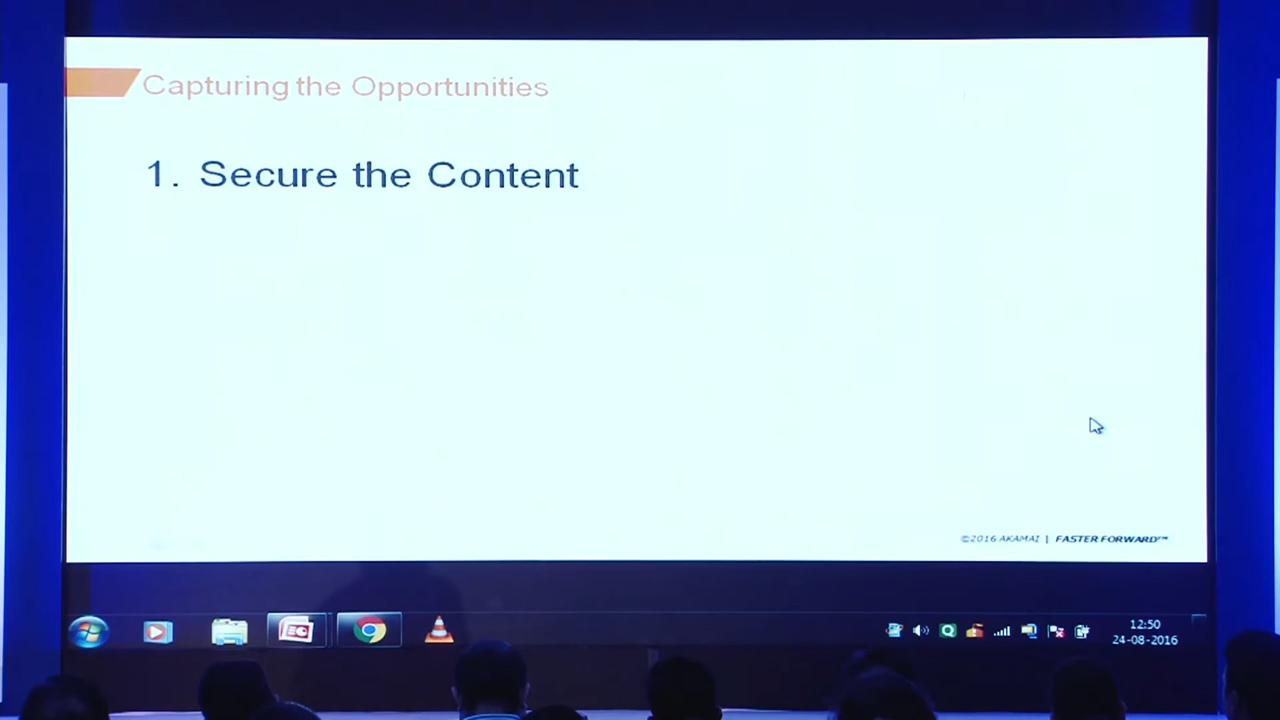 Capturing the Opportunities
1. Secure the Content
©2016 AKAMAI | FASTER FORWARD™
12:50
24-08-2016